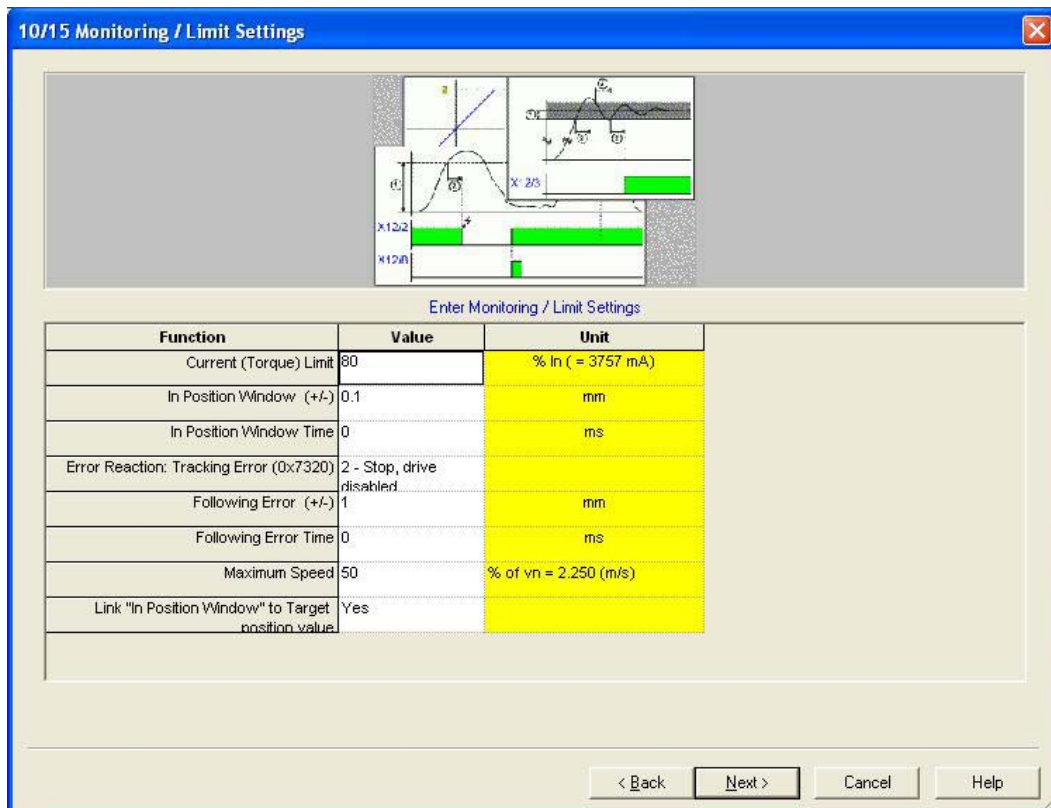 10/15 Monitoring / Limit Settings
X12/3
X12/2
X12/8
Enter Monitoring / Limit Settings
Function Value Unit
Current (Torque) Limit 80 % In ( = 3757 mA)
In Position Window (+/-) 0.1 mm
In Position Window Time 0 ms
Error Reaction: Tracking Error (0x7320) 2 - Stop, drive
disabled
Following Error (+/-) 1 mm
Following Error Time 0 ms
Maximum Speed 50 % of vn = 2.250 (m/s)
Link "In Position Window" to Target Yes
position value
< Back Next > Cancel Help